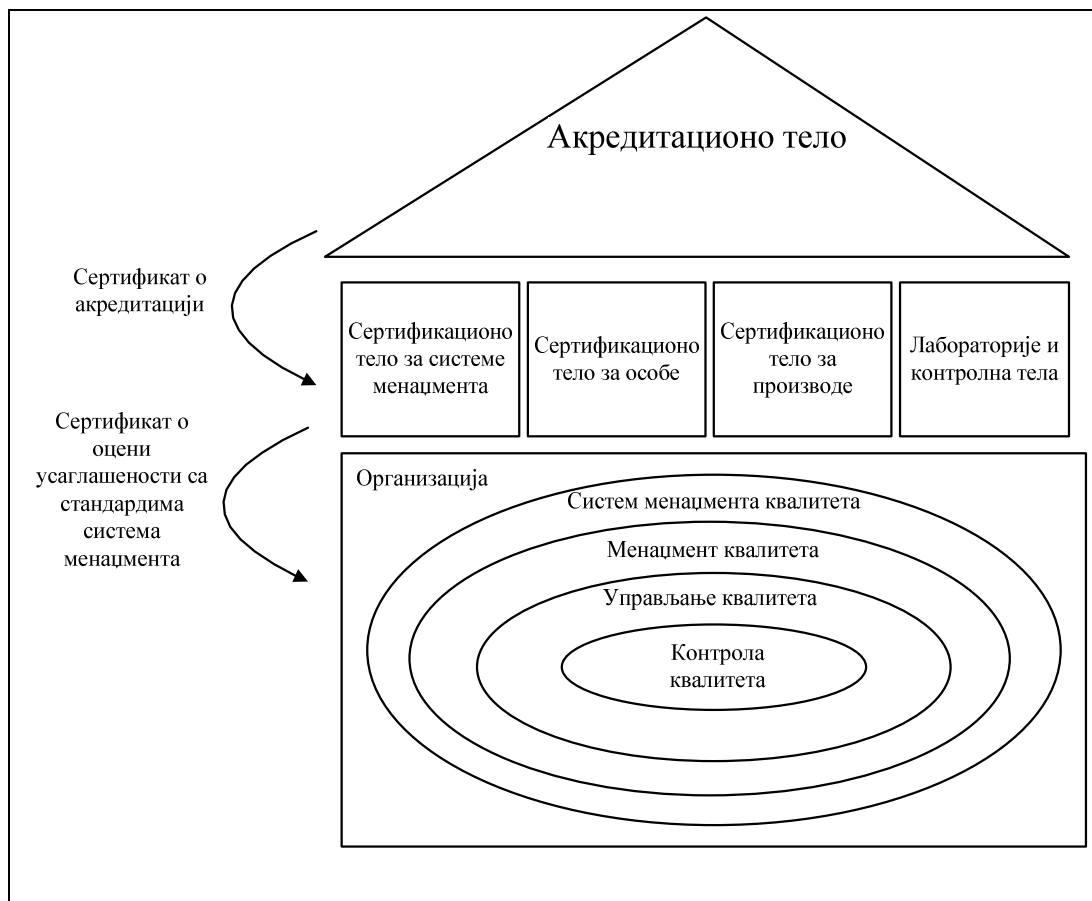 Акредитационо тело
Сертификат о
акредитацији
Сертификационо
тело за системе
менаџмента
Сертификационо
тело за особе
Сертификационо
тело за
производе
Лабораторије и
контролна тела
Сертификат о
оцени
усаглашености са
стандардима
система
менаџмента
Организација
Систем менаџмента квалитета
Менаџмент квалитета
Управљање квалитета
Контрола
квалитета